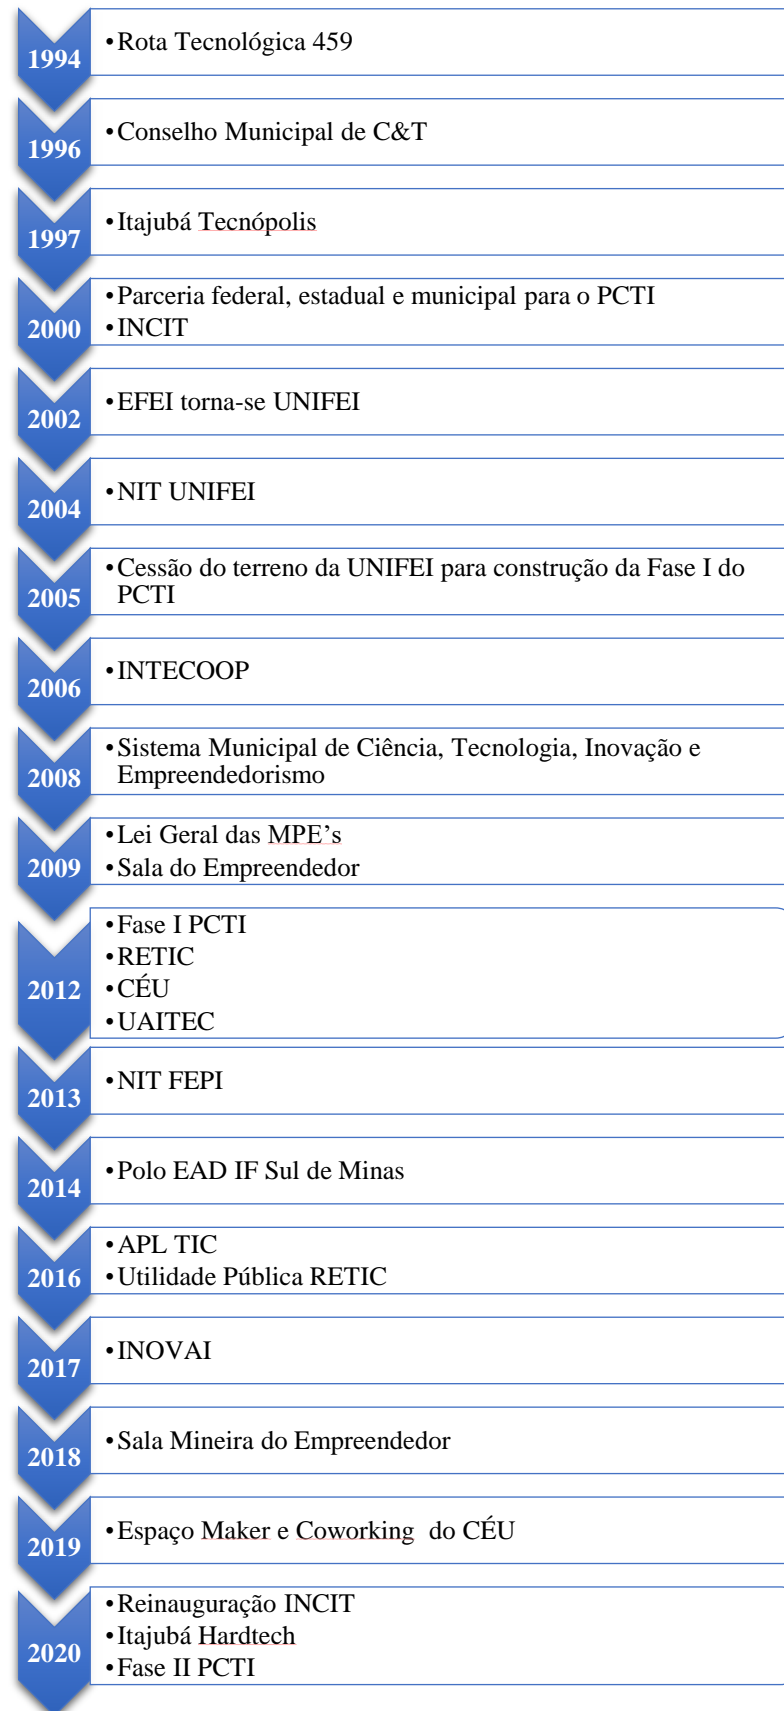 1994
•Rota Tecnológica 459
1996
•Conselho Municipal de C&T
1997
•Itajubá Tecnópolis
2000
•Parceria federal, estadual e municipal para o PCTI
•INCIT
2002
•EFEI torna-se UNIFEI
2004
•NIT UNIFEI
2005
•Cessão do terreno da UNIFEI para construção da Fase I do
PCTI
2006
•INTECOOP
2008
•Sistema Municipal de Ciência, Tecnologia, Inovação e
Empreendedorismo
2009
•Lei Geral das MPE’s
•Sala do Empreendedor
2012
•Fase I PCTI
•RETIC
•CÉU
•UAITEC
2013
•NIT FEPI
2014
•Polo EAD IF Sul de Minas
2016
•APL TIC
•Utilidade Pública RETIC
2017
•INOVAI
2018
•Sala Mineira do Empreendedor
2019
•Espaço Maker e Coworking do CÉU
2020
•Reinauguração INCIT
•Itajubá Hardtech
•Fase II PCTI